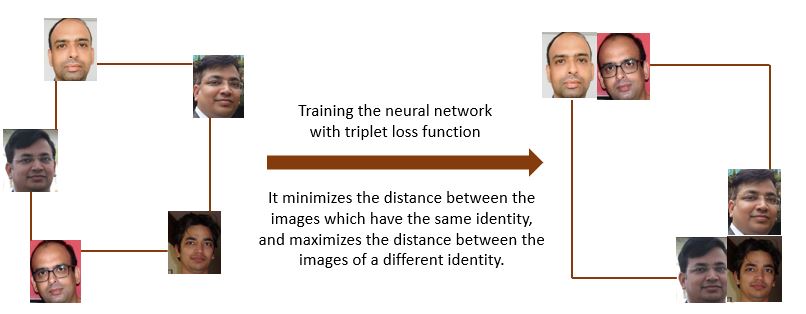 Training the neural network
with triplet loss function
It minimizes the distance between the
images which have the same identity,
and maximizes the distance between the
images of a different identity.